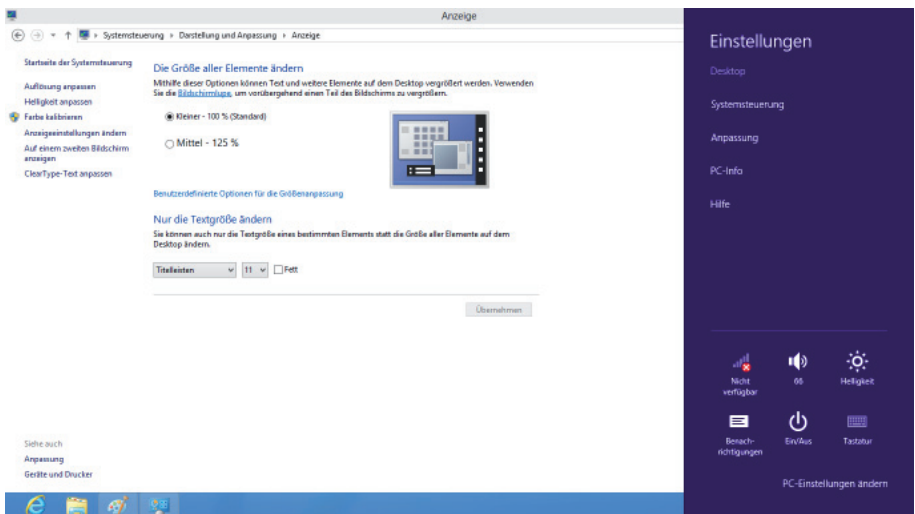 Anzeige
Systemsteuerung
Darstellung und Anpassung
Anzeige
Startseite der Systemsteuerung
Auflösung anpassen
Helligkeit anpassen
Farbe kalibrieren
Anzeigeeinstellungen ändern
Auf einem zweiten Bildschirm
anzeigen
ClearType-Text anpassen
Die Größe aller Elemente ändern
Mithilfe dieser Optionen können Text und weitere Elemente auf dem Desktop vergrößert werden. Verwenden
Sie die Bildschirmlupe, um vorübergehend einen Teil des Bildschirms zu vergrößern.
Kleiner - 100 % (Standard)
Mittel - 125 %
Benutzerdefinierte Optionen für die Größenanpassung
Nur die Textgröße ändern
Sie können auch nur die Textgröße eines bestimmten Elements statt die Größe aller Elemente auf dem
Desktop ändern.
Titelleisten 11 Fett
Übernehmen
Siehe auch
Anpassung
Geräte und Drucker
Einstellungen
Desktop
Systemsteuerung
Anpassung
PC-Info
Hilfe
Nicht
verfügbar
66
Helligkeit
Benach-
richtigungen
Ein/Aus
Tastatur
PC-Einstellungen ändern